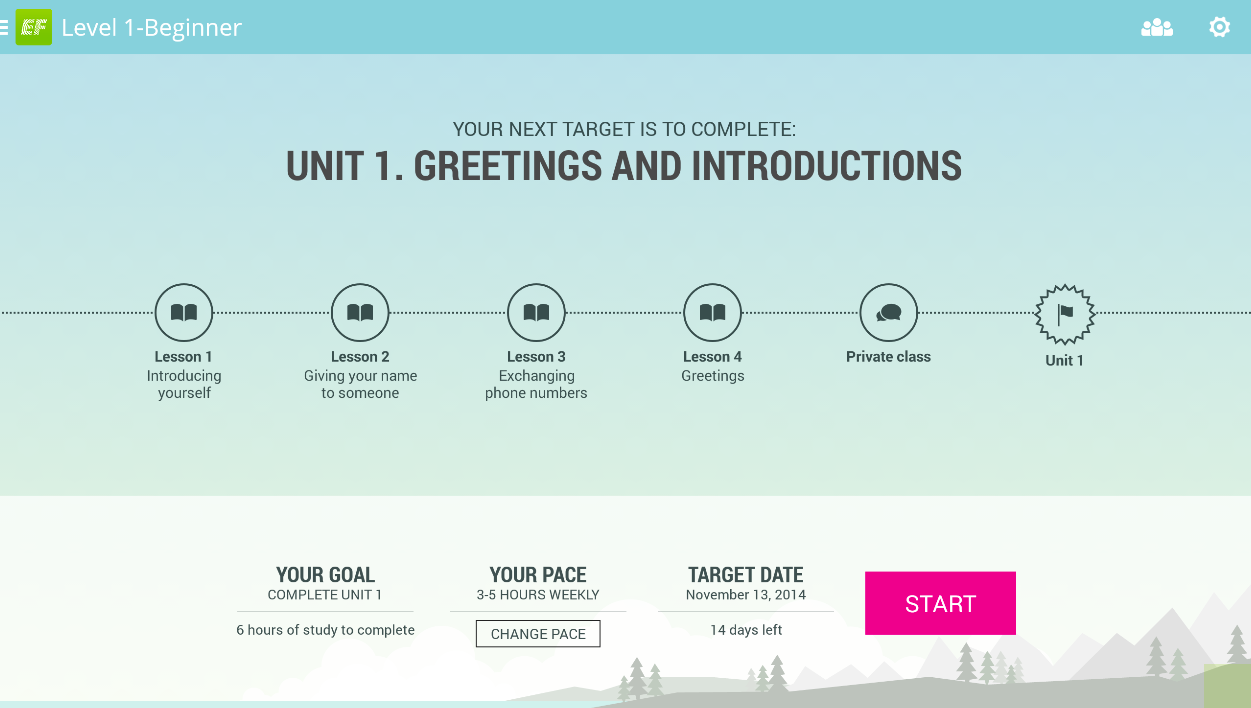 Level 1-Beginner
YOUR NEXT TARGET IS TO COMPLETE:
UNIT 1. GREETINGS AND INTRODUCTIONS
Lesson 1
Introducing
yourself
Lesson 2
Giving your name
to someone
Lesson 3
Exchanging
phone numbers
Lesson 4
Greetings
Private class
Unit 1
YOUR GOAL
COMPLETE UNIT 1
6 hours of study to complete
YOUR PACE
3-5 HOURS WEEKLY
CHANGE PACE
TARGET DATE
November 13, 2014
14 days left
START